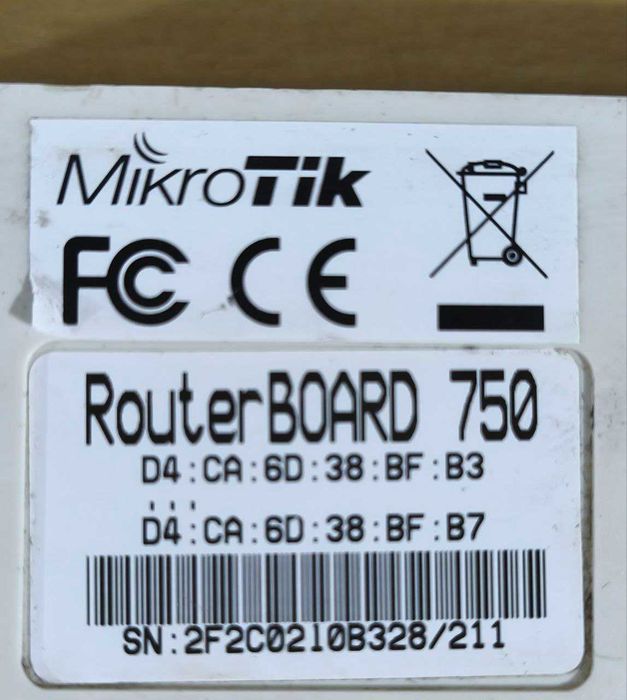 MikroTik
FC CE
RouterBOARD 750
D4:CA:6D:38:BF:B3
...
D4:CA:6D:38:BF:B7
SN:2F2C0210B328/211